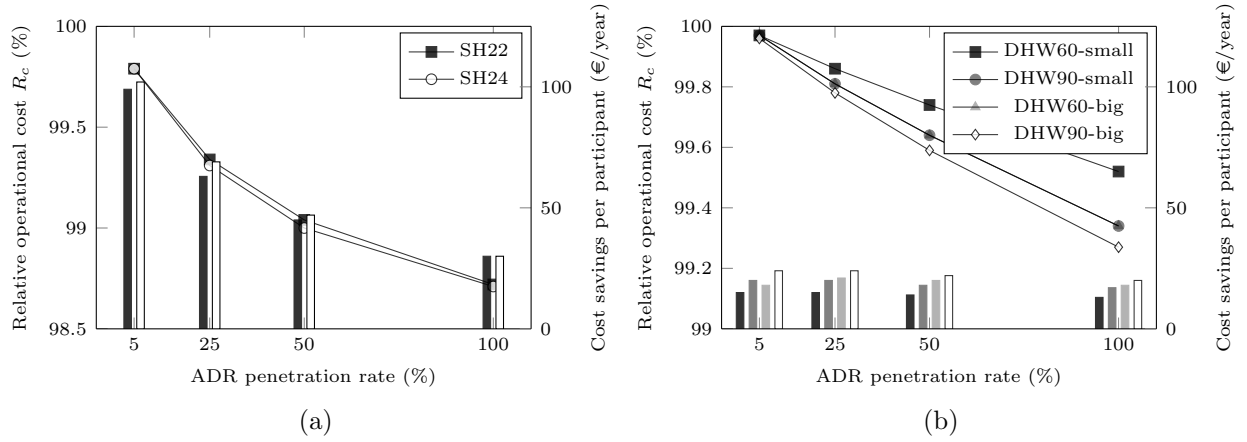 100
99.5
99
98.5
Relative operational cost R_c (%)
5
25
50
100
ADR penetration rate (%)
100
50
0
Cost savings per participant (€/year)
SH22
SH24
(a)
100
99.8
99.6
99.4
99.2
99
Relative operational cost R_c (%)
5
25
50
100
ADR penetration rate (%)
100
50
0
Cost savings per participant (€/year)
DHW60-small
DHW90-small
DHW60-big
DHW90-big
(b)